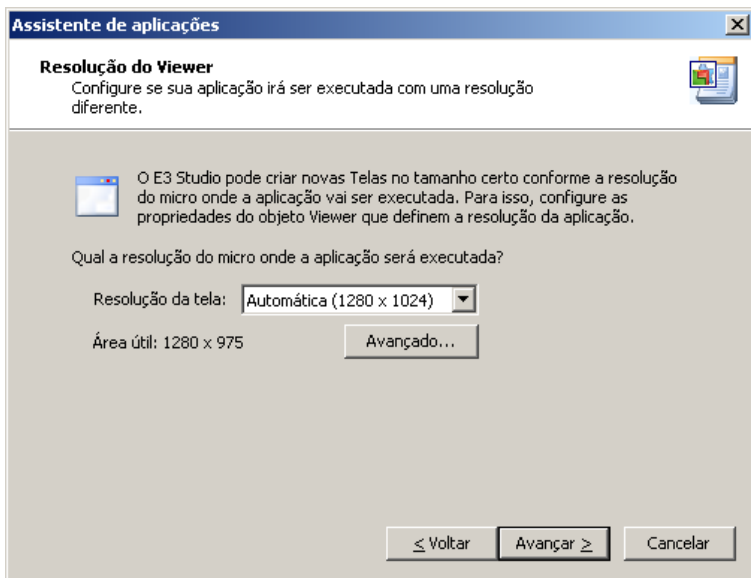 Assistente de aplicações
Resolução do Viewer
Configure se sua aplicação irá ser executada com uma resolução
diferente.
O E3 Studio pode criar novas Telas no tamanho certo conforme a resolução
do micro onde a aplicação vai ser executada. Para isso, configure as
propriedades do objeto Viewer que definem a resolução da aplicação.
Qual a resolução do micro onde a aplicação será executada?
Resolução da tela: Automática (1280 x 1024)
Área útil: 1280 x 975 Avançado...
< Voltar Avançar > Cancelar